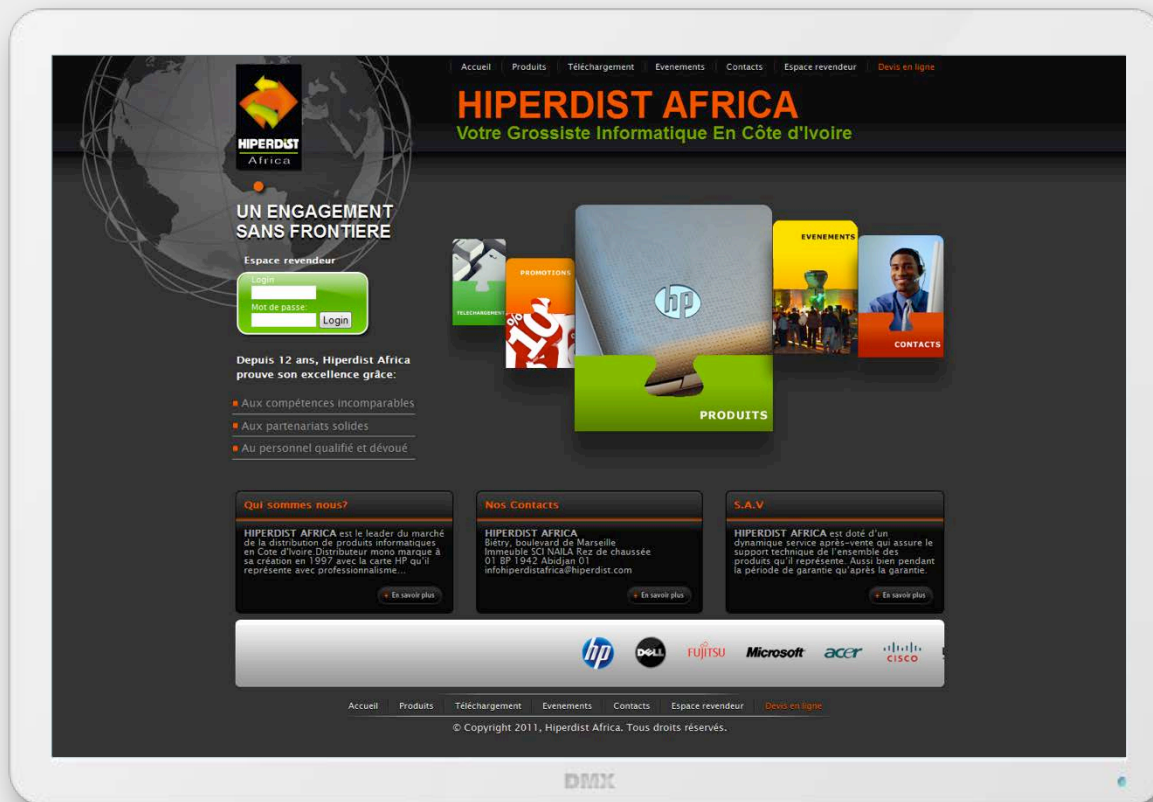 Accueil Produits Téléchargement Evenements Contacts Espace revendeur Devis en ligne
HIPERDIST
Africa
HIPERDIST AFRICA
Votre Grossiste Informatique En Côte d'Ivoire
UN ENGAGEMENT
SANS FRONTIERE
Espace revendeur
Login
Mot de passe:
Login
Depuis 12 ans, Hiperdist Africa
prouve son excellence grâce:
Aux compétences incomparables
Aux partenariats solides
Au personnel qualifié et dévoué
TELECHARGEMENT
PROMOTIONS
%
10
hp
PRODUITS
EVENEMENTS
CONTACTS
Qui sommes nous?
HIPERDIST AFRICA est le leader du marché
de la distribution de produits informatiques
en Cote d'Ivoire.Distributeur mono marque à
sa création en 1997 avec la carte HP qu'il
représente avec professionnalisme...
+ En savoir plus
Nos Contacts
HIPERDIST AFRICA
Biétry, boulevard de Marseille
Immeuble SCI NAILA Rez de chaussée
01 BP 1942 Abidjan 01
infohiperdistafrica@hiperdist.com
+ En savoir plus
S.A.V
HIPERDIST AFRICA est doté d'un
dynamique service après-vente qui assure le
support technique de l'ensemble des
produits qu'il représente. Aussi bien pendant
la période de garantie qu'après la garantie.
+ En savoir plus
hp DELL FUJITSU Microsoft acer CISCO
Accueil Produits Téléchargement Evenements Contacts Espace revendeur Devis en ligne
© Copyright 2011, Hiperdist Africa. Tous droits réservés.
DMX